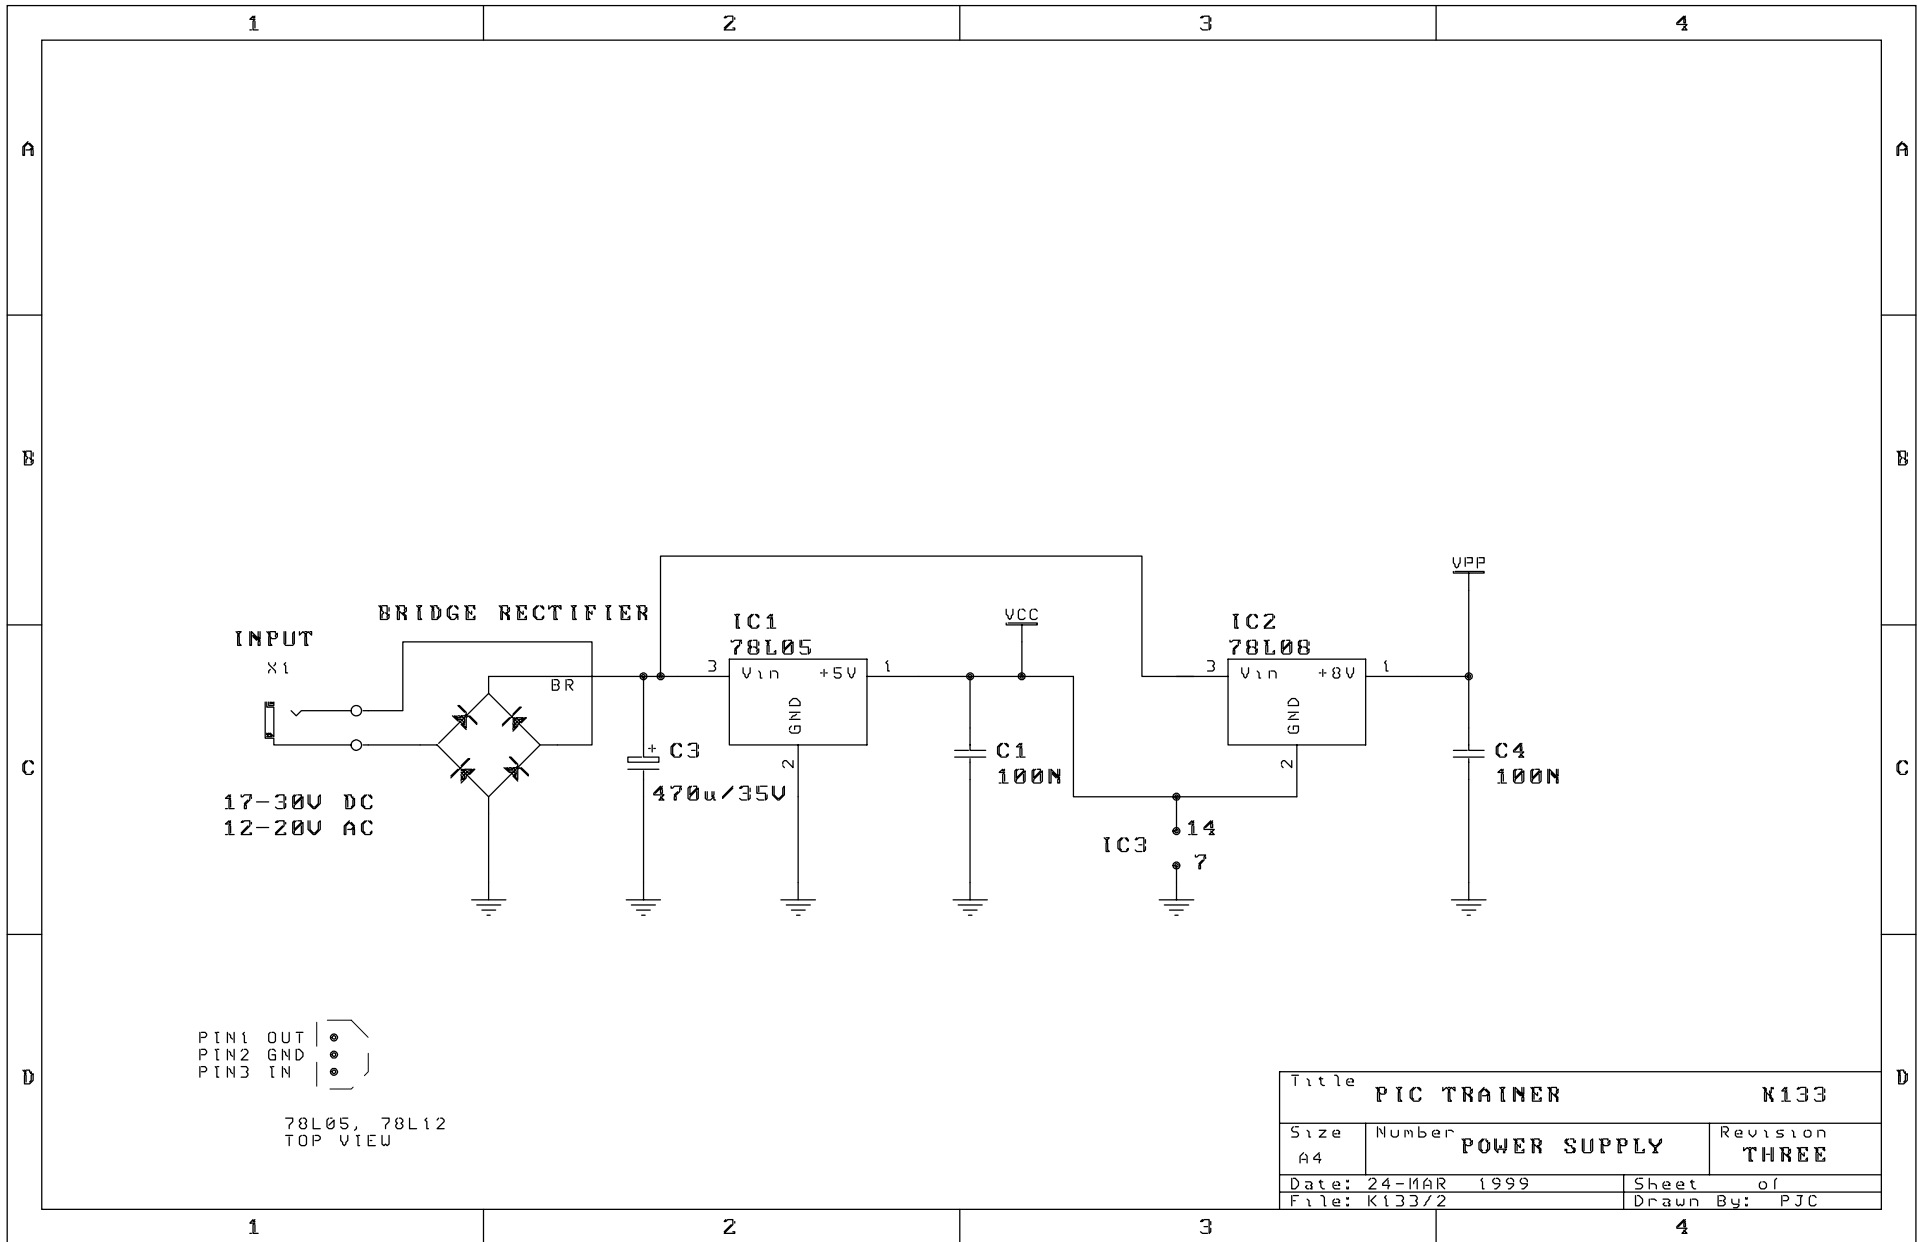 1 2 3 4
A A
B B
C C
D D
BRIDGE RECTIFIER
INPUT
X1
17-30V DC
12-20V AC
BR
+ C3
470u/35V
IC1
78L05
3 Vin +5V 1
GND
2
VCC
C1
100N
IC3
14
7
IC2
78L08
3 Vin +8V 1
GND
2
VPP
C4
100N
PIN1 OUT
PIN2 GND
PIN3 IN
78L05, 78L12
TOP VIEW
Title PIC TRAINER K133
Size Number POWER SUPPLY Revision
A4 THREE
Date: 24-MAR 1999 Sheet of
File: K133/2 Drawn By: PJC
1 2 3 4